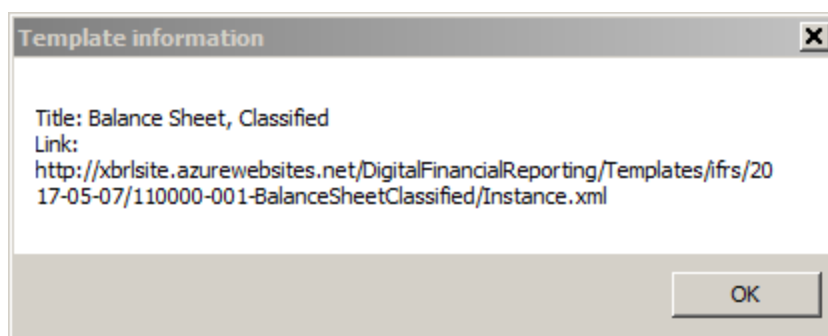 Template information
Title: Balance Sheet, Classified
Link:
http://xbrlsite.azurewebsites.net/DigitalFinancialReporting/Templates/ifrs/20
17-05-07/110000-001-BalanceSheetClassified/Instance.xml
OK